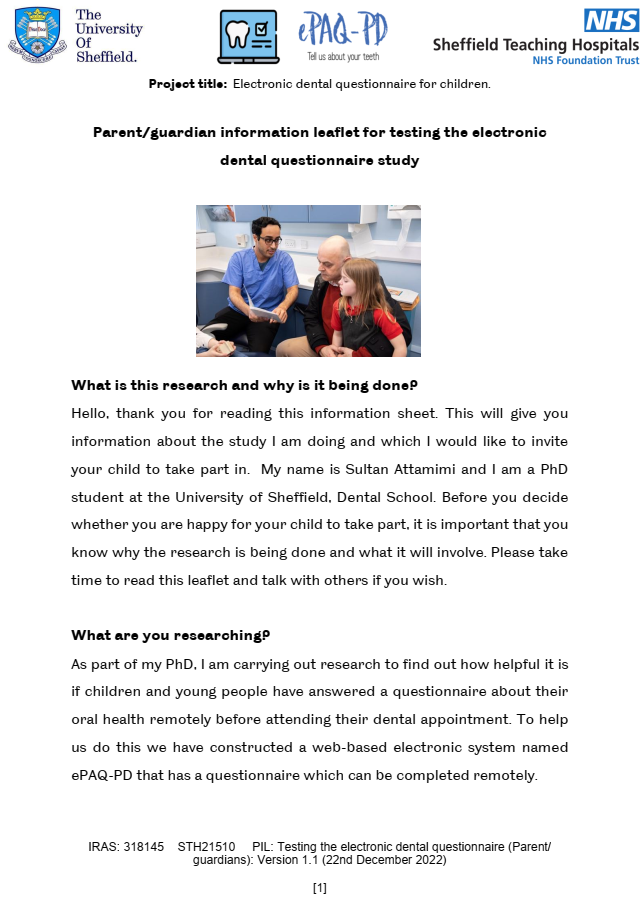 The
University
Of
Sheffield.
ePAQ-PD
Tell us about your teeth
NHS
Sheffield Teaching Hospitals
NHS Foundation Trust
Project title: Electronic dental questionnaire for children.
Parent/guardian information leaflet for testing the electronic
dental questionnaire study
What is this research and why is it being done?
Hello, thank you for reading this information sheet. This will give you
information about the study I am doing and which I would like to invite
your child to take part in. My name is Sultan Attamimi and I am a PhD
student at the University of Sheffield, Dental School. Before you decide
whether you are happy for your child to take part, it is important that you
know why the research is being done and what it will involve. Please take
time to read this leaflet and talk with others if you wish.
What are you researching?
As part of my PhD, I am carrying out research to find out how helpful it is
if children and young people have answered a questionnaire about their
oral health remotely before attending their dental appointment. To help
us do this we have constructed a web-based electronic system named
ePAQ-PD that has a questionnaire which can be completed remotely.
IRAS: 318145 STH21510 PIL: Testing the electronic dental questionnaire (Parent/
guardians): Version 1.1 (22nd December 2022)
[1]